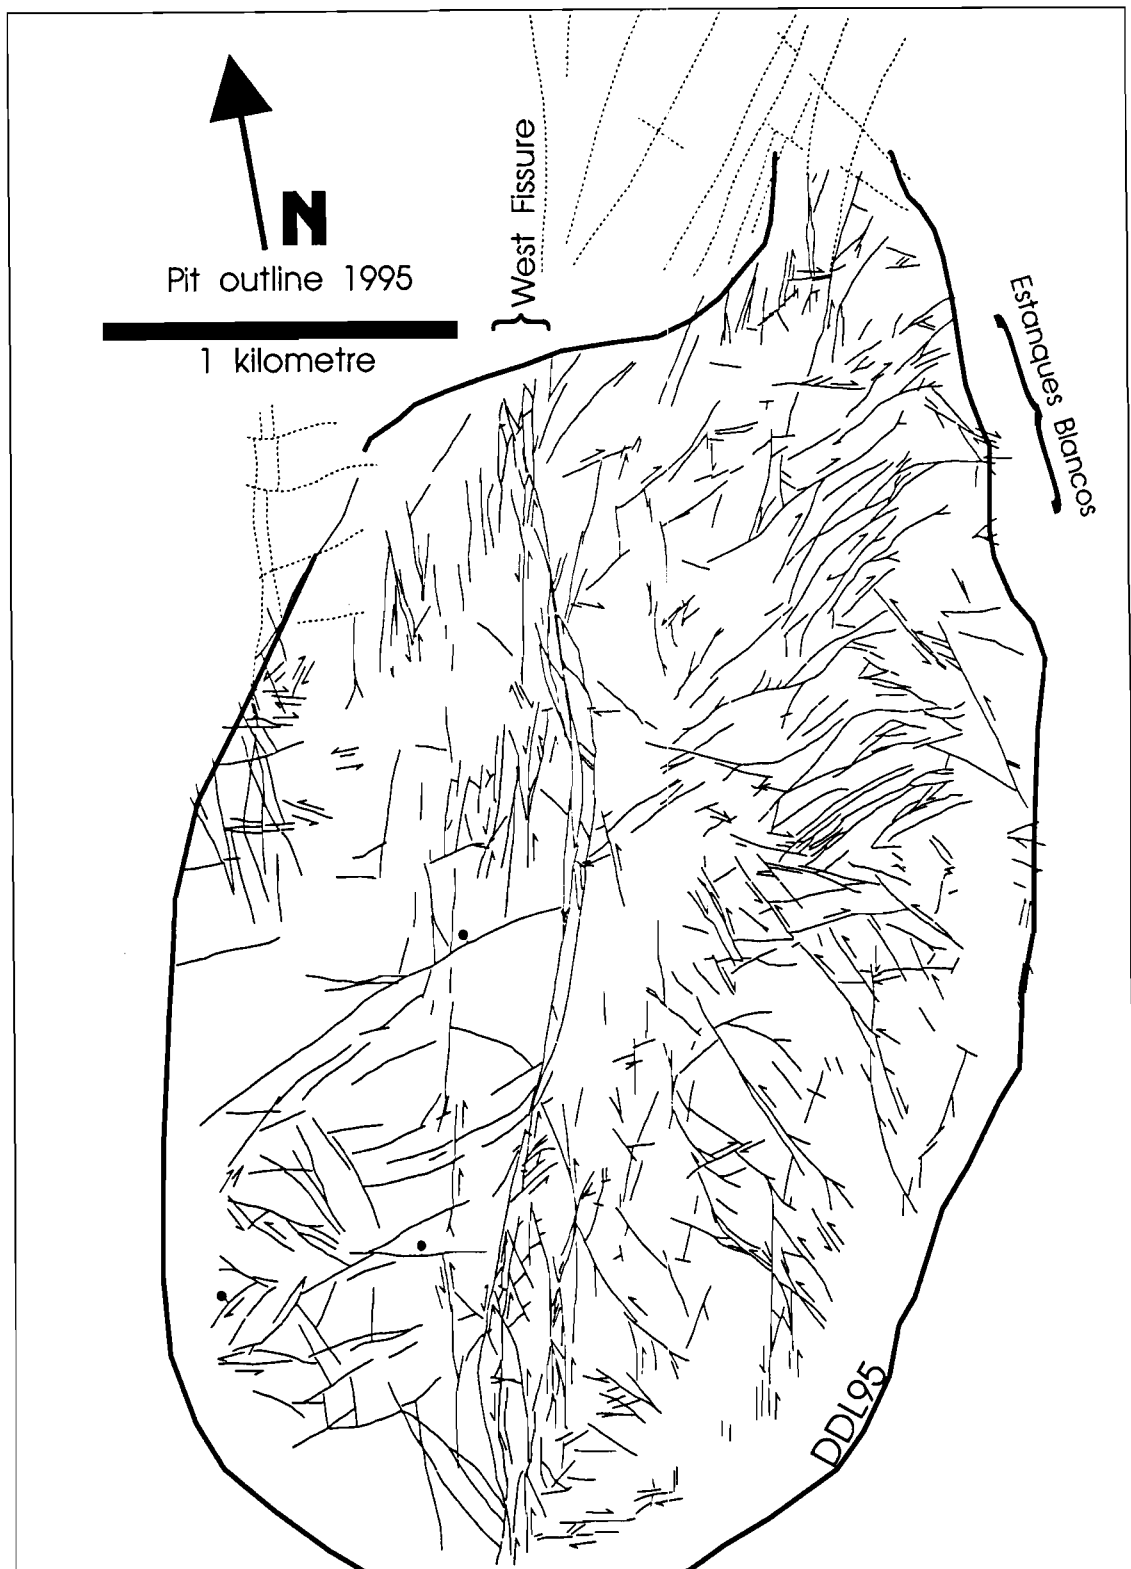 N
Pit outline 1995
1 kilometre
West Fissure
Estanques Blancos
DDL95